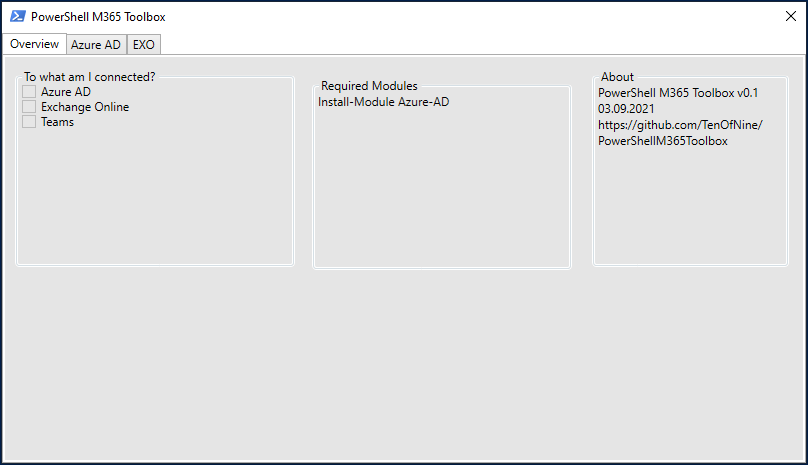 PowerShell M365 Toolbox
Overview Azure AD EXO
To what am I connected?
Azure AD
Exchange Online
Teams
Required Modules
Install-Module Azure-AD
About
PowerShell M365 Toolbox v0.1
03.09.2021
https://github.com/TenOfNine/
PowerShellM365Toolbox